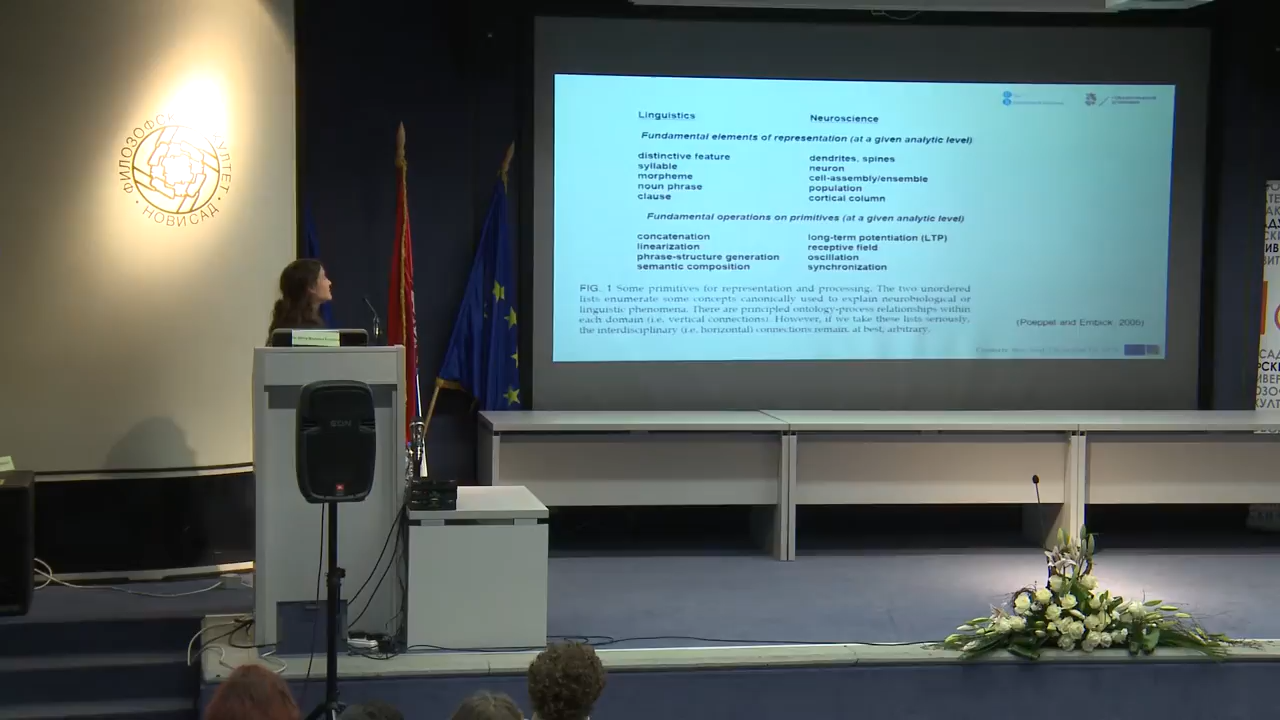 ФИЛОЗОФСКИ ФАКУЛТЕТ
· НОВИ САД ·
Linguistics Neuroscience
Fundamental elements of representation (at a given analytic level)
distinctive feature dendrites, spines
syllable neuron
morpheme cell-assembly/ensemble
noun phrase population
clause cortical column
Fundamental operations on primitives (at a given analytic level)
concatenation long-term potentiation (LTP)
linearization receptive field
phrase-structure generation oscillation
semantic composition synchronization
FIG. 1 Some primitives for representation and processing. The two unordered
lists enumerate some concepts canonically used to explain neurobiological or
linguistic phenomena. There are principled ontology-process relationships within
each domain (i.e. vertical connections). However, if we take these lists seriously,
the interdisciplinary (i.e. horizontal) connections remain, at best, arbitrary.
(Poeppel and Embick, 2005)